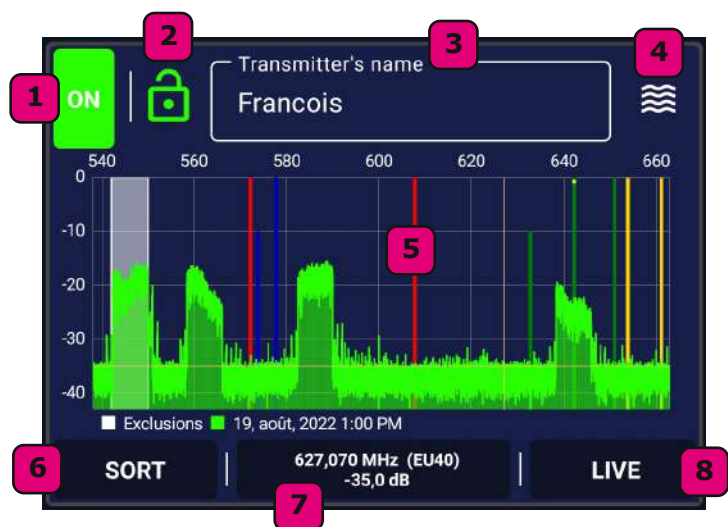 2
3
4
1
ON
Transmitter's name
Francois
540 560 580 600 620 640 660
0
-10
5
-20
-30
-40
Exclusions 19, août, 2022 1:00 PM
6
SORT
627,070 MHz (EU40)
-35,0 dB
LIVE
8
7